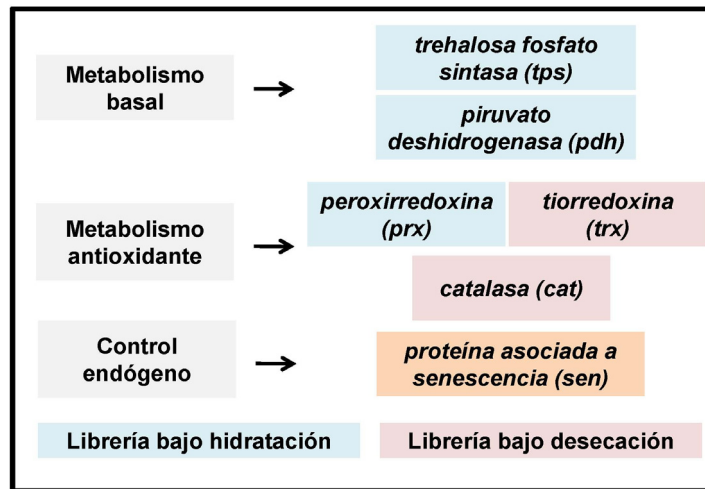 Metabolismo
basal
trehalosa fosfato
sintasa (tps)
piruvato
deshidrogenasa (pdh)
Metabolismo
antioxidante
peroxirredoxina
(prx)
tiorredoxina
(trx)
catalasa (cat)
Control
endógeno
proteína asociada a
senescencia (sen)
Librería bajo hidratación
Librería bajo desecación